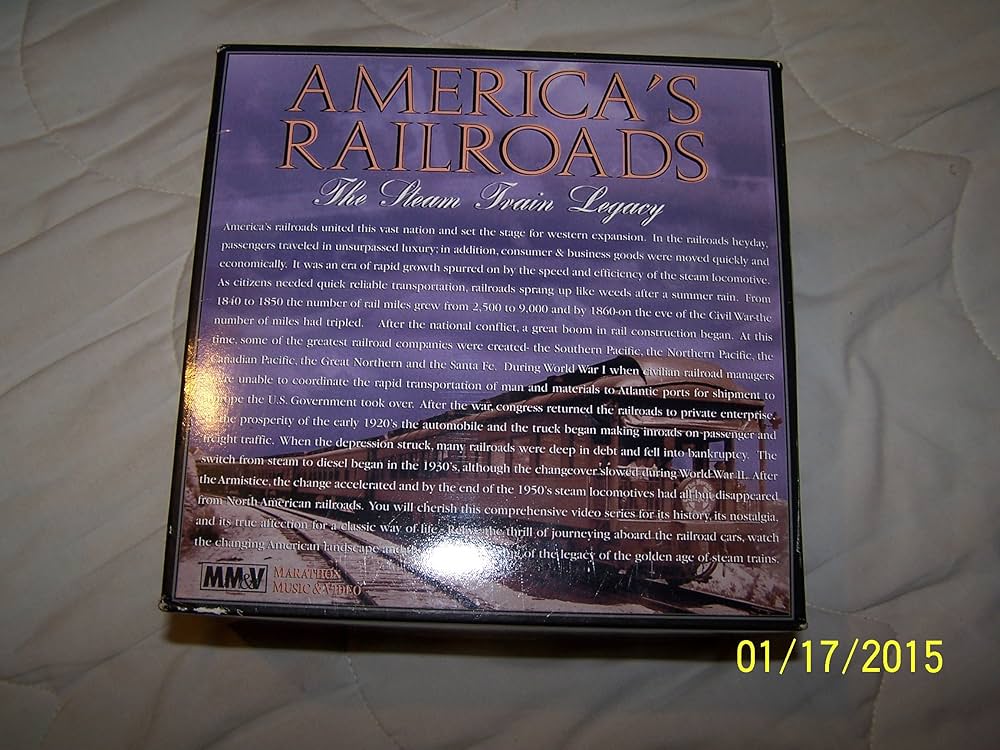 AMERICA'S
RAILROADS
The Steam Train Legacy
America's railroads united this vast nation and set the stage for western expansion. In the railroads heyday,
passengers traveled in unsurpassed luxury; in addition, consumer & business goods were moved quickly and
economically. It was an era of rapid growth spurred on by the speed and efficiency of the steam locomotive.
As citizens needed quick reliable transportation, railroads sprang up like weeds after a summer rain. From
1840 to 1850 the number of rail miles grew from 2,500 to 9,000 and by 1860-on the eve of the Civil War-the
number of miles had tripled. After the national conflict, a great boom in rail construction began. At this
time, some of the greatest railroad companies were created- the Southern Pacific, the Northern Pacific, the
Canadian Pacific, the Great Northern and the Santa Fe. During World War I when civilian railroad managers
were unable to coordinate the rapid transportation of man and materials to Atlantic ports for shipment to
Europe the U.S. Government took over. After the war, congress returned the railroads to private enterprise.
the prosperity of the early 1920's the automobile and the truck began making inroads on passenger and
freight traffic. When the depression struck, many railroads were deep in debt and fell into bankruptcy. The
switch from steam to diesel began in the 1930's, although the changeover slowed during World War II. After
the Armistice, the change accelerated and by the end of the 1950's steam locomotives had all but disappeared
from North American railroads. You will cherish this comprehensive video series for its history, its nostalgia,
and its true affection for a classic way of life. Relive the thrill of journeying aboard the railroad cars, watch
the changing American landscape and of the legacy of the golden age of steam trains.
MM&V MARATHON
MUSIC & VIDEO
01/17/2015